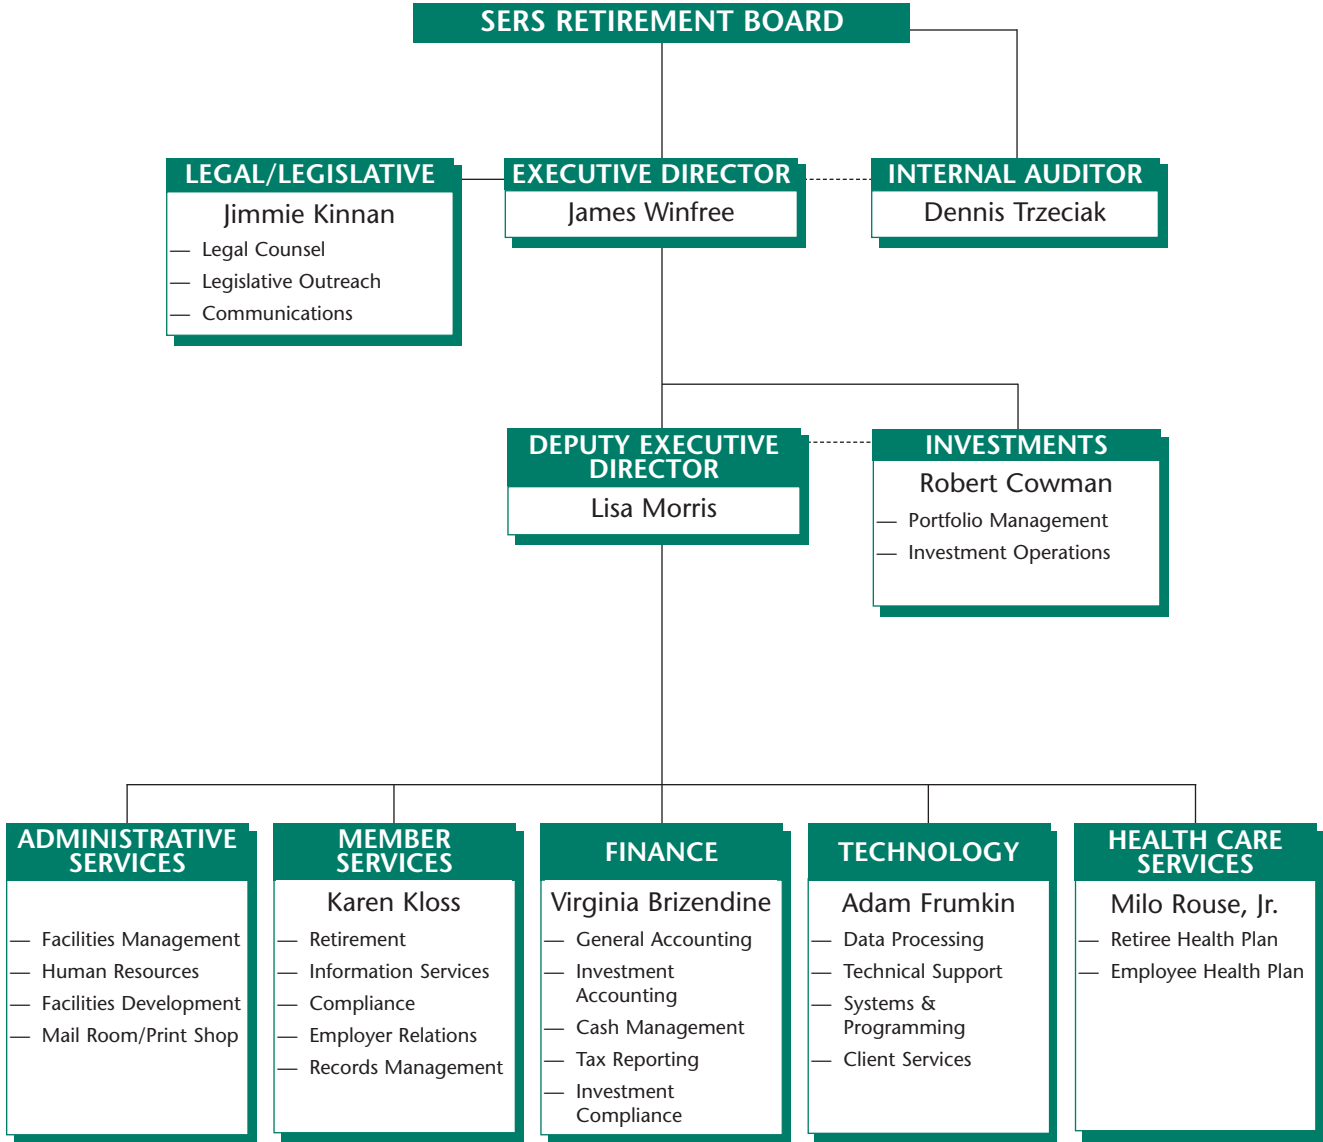 SERS RETIREMENT BOARD
LEGAL/LEGISLATIVE
Jimmie Kinnan
— Legal Counsel
— Legislative Outreach
— Communications
EXECUTIVE DIRECTOR
James Winfree
INTERNAL AUDITOR
Dennis Trzeciak
DEPUTY EXECUTIVE
DIRECTOR
Lisa Morris
INVESTMENTS
Robert Cowman
— Portfolio Management
— Investment Operations
ADMINISTRATIVE
SERVICES
— Facilities Management
— Human Resources
— Facilities Development
— Mail Room/Print Shop
MEMBER
SERVICES
Karen Kloss
— Retirement
— Information Services
— Compliance
— Employer Relations
— Records Management
FINANCE
Virginia Brizendine
— General Accounting
— Investment
Accounting
— Cash Management
— Tax Reporting
— Investment
Compliance
TECHNOLOGY
Adam Frumkin
— Data Processing
— Technical Support
— Systems &
Programming
— Client Services
HEALTH CARE
SERVICES
Milo Rouse, Jr.
— Retiree Health Plan
— Employee Health Plan